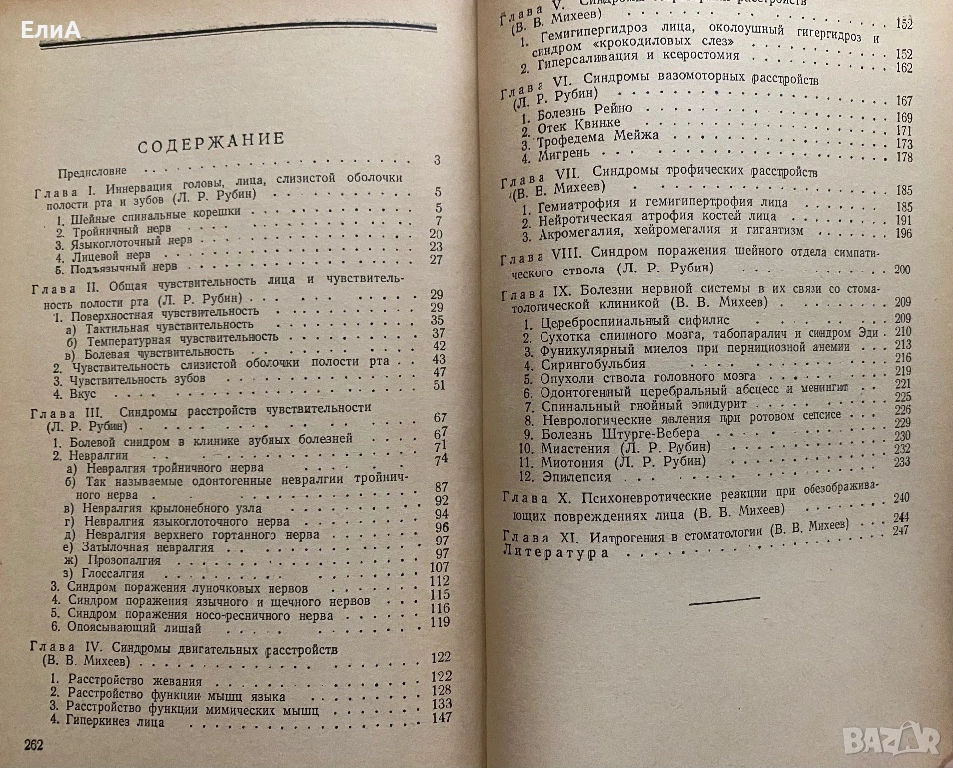 ЕлиА
СОДЕРЖАНИЕ
Предисловие 3
Глава I. Иннервация головы, лица, слизистой оболочки
полости рта и зубов (Л. Р. Рубин) 5
1. Шейные спинальные корешки 5
2. Тройничный нерв 7
3. Языкоглоточный нерв 20
4. Лицевой нерв 23
5. Подъязычный нерв 27
Глава II. Общая чувствительность лица и чувствитель-
ность полости рта (Л. Р. Рубин) 29
1. Поверхностная чувствительность 29
а) Тактильная чувствительность 35
б) Температурная чувствительность 37
в) Болевая чувствительность 42
2. Чувствительность слизистой оболочки полости рта 43
3. Чувствительность зубов 47
4. Вкус 51
Глава III. Синдромы расстройств чувствительности
(Л. Р. Рубин) 67
1. Болевой синдром в клинике зубных болезней 67
2. Невралгии 71
а) Невралгия тройничного нерва 74
б) Так называемые одонтогенные невралгии тройнич-
ного нерва 87
в) Невралгия крылонебного узла 92
г) Невралгия языкоглоточного нерва 94
д) Невралгия верхнего гортанного нерва 96
е) Затылочная невралгия 97
ж) Прозопалгия 97
з) Глоссалгия 107
3. Синдром поражения луночковых нервов 112
4. Синдром поражения язычного и щечного нервов 115
5. Синдром поражения носо-ресничного нерва 116
6. Опоясывающий лишай 119
Глава IV. Синдромы двигательных расстройств
(В. В. Михеев) 122
1. Расстройство жевания 122
2. Расстройство функции мышц языка 128
3. Расстройство функции мимических мышц 133
4. Гиперкинез лица 147
262
Глава V. Синдромы расстройств
(В. В. Михеев) 152
1. Гемигипергидроз лица, околоушный гигергидроз и
синдром «крокодиловых слез» 152
2. Гиперсаливация и ксеростомия 162
Глава VI. Синдромы вазомоторных расстройств
(Л. Р. Рубин) 167
1. Болезнь Рейно 169
2. Отек Квинке 171
3. Трофедема Мейжа 173
4. Мигрень 178
Глава VII. Синдромы трофических расстройств
(В. В. Михеев) 185
1. Гемиатрофия и гемигипертрофия лица 185
2. Нейротическая атрофия костей лица 191
3. Акромегалия, хейромегалия и гигантизм 196
Глава VIII. Синдром поражения шейного отдела симпати-
ческого ствола (Л. Р. Рубин) 200
Глава IX. Болезни нервной системы в их связи со стома-
тологической клиникой (В. В. Михеев) 209
1. Цереброспинальный сифилис 209
2. Сухотка спинного мозга, табопаралич и синдром Эди 210
3. Фуникулярный миелоз при пернициозной анемии 213
4. Сирингобульбия 216
5. Опухоли ствола головного мозга 219
6. Одонтогенный церебральный абсцесс и менингит 221
7. Спинальный гнойный эпидурит 225
8. Неврологические явления при ротовом сепсисе 226
9. Болезнь Штурге-Вебера 229
10. Миастения (Л. Р. Рубин) 230
11. Миотония (Л. Р. Рубин) 232
12. Эпилепсия 233
Глава X. Психоневротические реакции при обезображива-
ющих повреждениях лица (В. В. Михеев) 240
Глава XI. Иатрогения в стоматологии (В. В. Михеев) 244
Литература 247
BAZAR